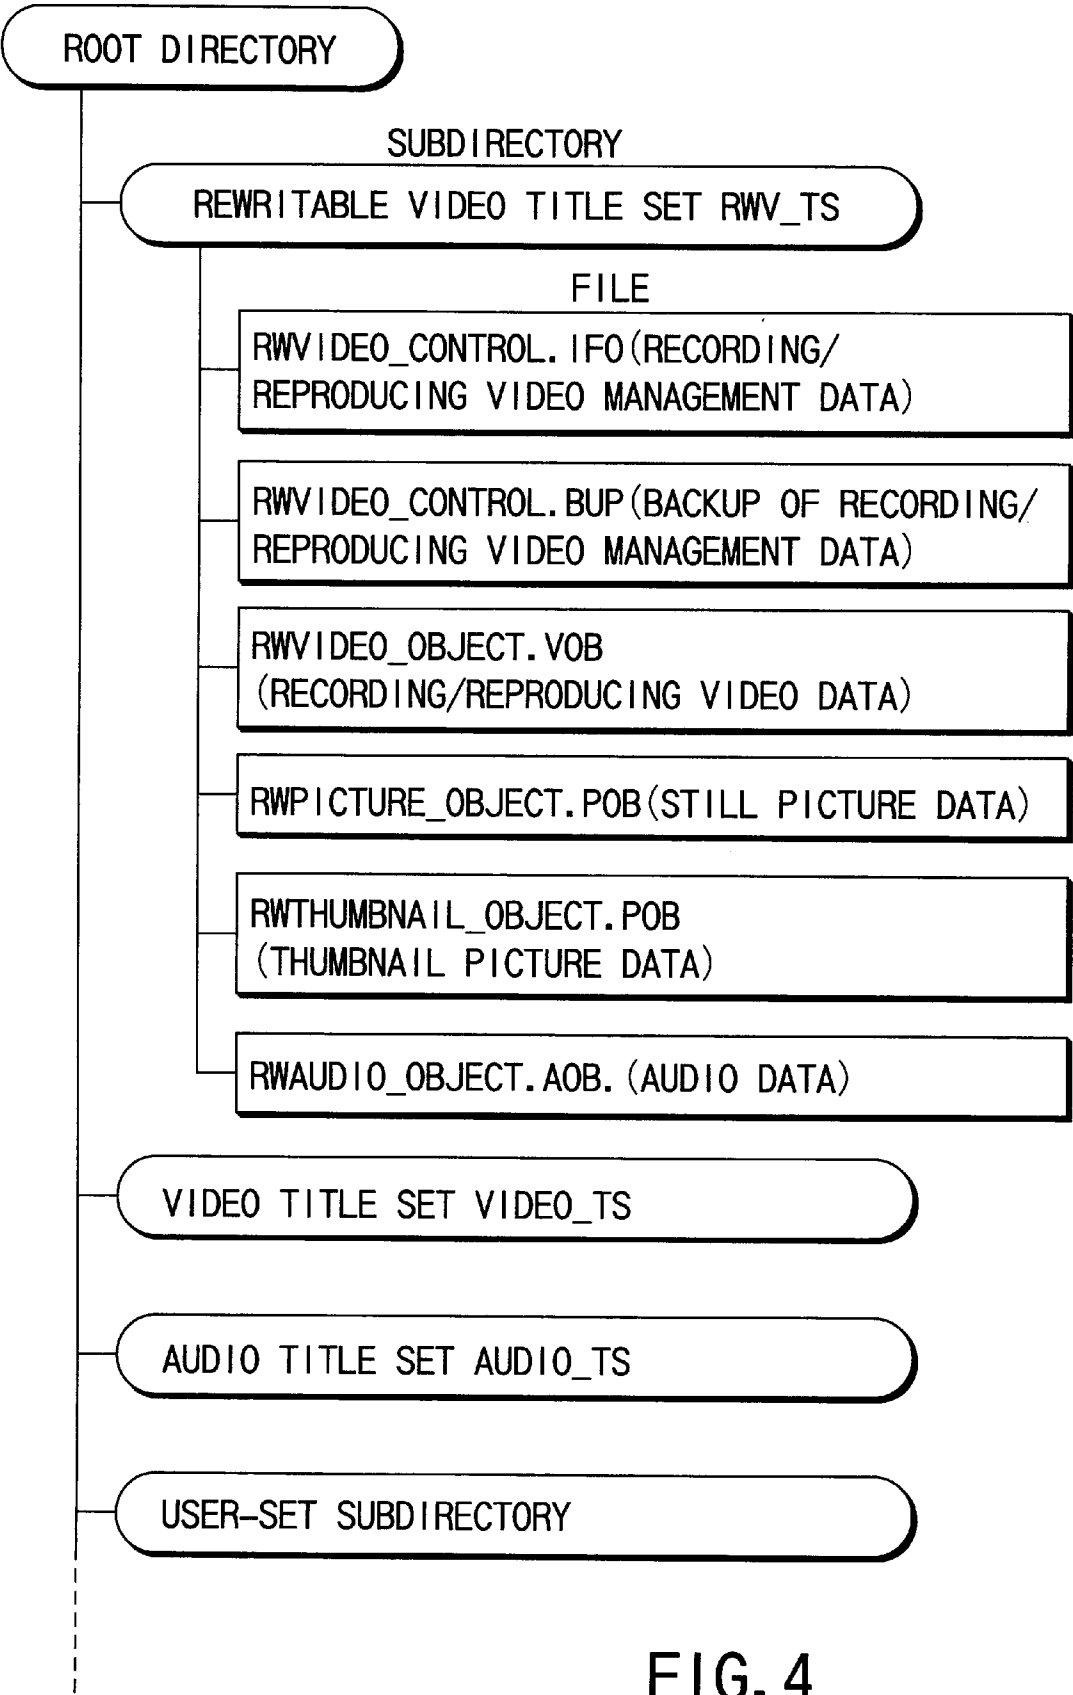 ROOT DIRECTORY
SUBDIRECTORY
REWRITABLE VIDEO TITLE SET RWV_TS
FILE
RWVIDEO_CONTROL.IFO(RECORDING/
REPRODUCING VIDEO MANAGEMENT DATA)
RWVIDEO_CONTROL.BUP(BACKUP OF RECORDING/
REPRODUCING VIDEO MANAGEMENT DATA)
RWVIDEO_OBJECT.VOB
(RECORDING/REPRODUCING VIDEO DATA)
RWPICTURE_OBJECT.POB(STILL PICTURE DATA)
RWTHUMBNAIL_OBJECT.POB
(THUMBNAIL PICTURE DATA)
RWAUDIO_OBJECT.AOB.(AUDIO DATA)
VIDEO TITLE SET VIDEO_TS
AUDIO TITLE SET AUDIO_TS
USER-SET SUBDIRECTORY
FIG.4